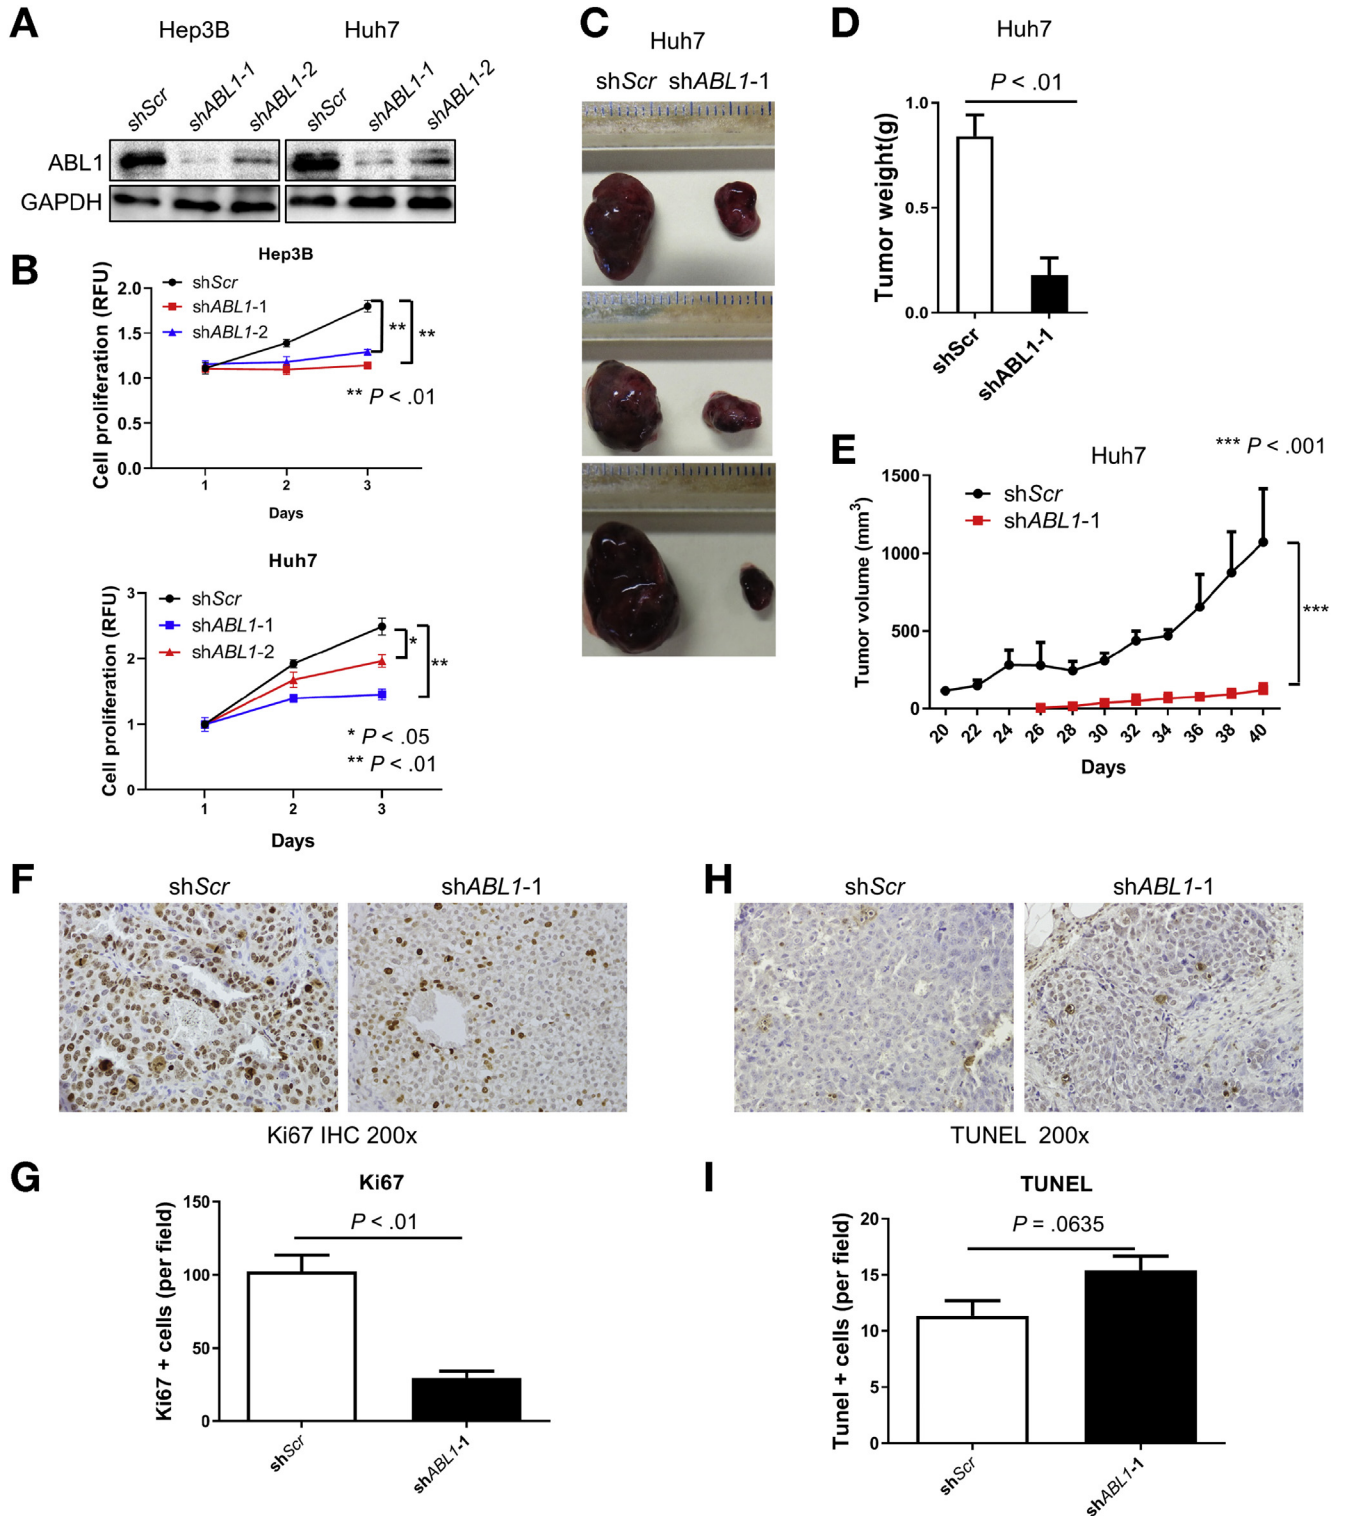 A
Hep3B Huh7
shScr shABL1-1 shABL1-2 shScr shABL1-1 shABL1-2
ABL1
GAPDH
B
Hep3B
Cell proliferation (RFU)
2.0
1.5
1.0
0.5
0.0
shScr
shABL1-1
shABL1-2
** **
** P < .01
1 2 3
Days
Huh7
Cell proliferation (RFU)
3
2
1
0
shScr
shABL1-1
shABL1-2
* **
* P < .05
** P < .01
1 2 3
Days
C
Huh7
shScr shABL1-1
D
Huh7
P < .01
Tumor weight(g)
1.0
0.5
0.0
shScr shABL1-1
E
Huh7
*** P < .001
Tumor volume (mm3)
1500
1000
500
0
shScr
shABL1-1
***
20 22 24 26 28 30 32 34 36 38 40
Days
F
shScr shABL1-1
Ki67 IHC 200x
H
shScr shABL1-1
TUNEL 200x
G
Ki67
P < .01
Ki67 + cells (per field)
150
100
50
0
shScr shABL1-1
I
TUNEL
P = .0635
Tunel + cells (per field)
20
15
10
5
0
shScr shABL1-1